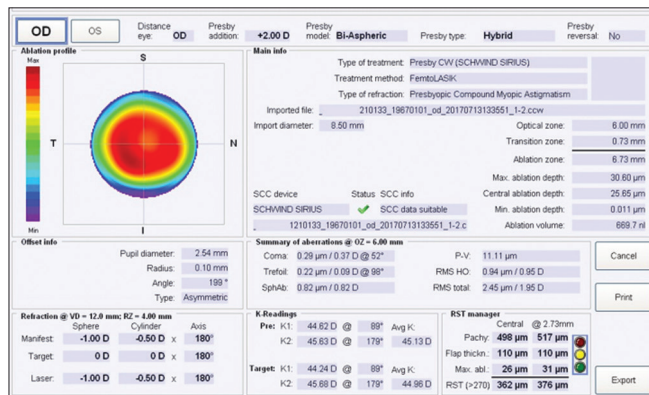 OD OS Distance eye: OD Presby addition: +2.00 D Presby model: Bi-Aspheric Presby type: Hybrid Presby reversal: No
Ablation profile
Max
S
T N
I
Min
Main info
Type of treatment: Presby CW (SCHWIND SIRIUS)
Treatment method: FemtoLASIK
Type of refraction: Presbyopic Compound Myopic Astigmatism
Imported file: _ 210133_19670101_od_20170713133551_1-2.ccw
Import diameter: 8.50 mm
Optical zone: 6.00 mm
Transition zone: 0.73 mm
Ablation zone: 6.73 mm
Max. ablation depth: 30.60 µm
SCC device Status SCC info Central ablation depth: 25.65 µm
SCHWIND SIRIUS SCC data suitable Min. ablation depth: 0.011 µm
. 1210133_19670101_od_20170713133551_1-2.c Ablation volume: 669.7 nl
Offset info
Pupil diameter: 2.54 mm
Radius: 0.10 mm
Angle: 199 °
Type: Asymmetric
Summary of aberrations @ OZ = 6.00 mm
Coma: 0.29 µm / 0.37 D @ 52° P-V: 11.11 µm
Trefoil: 0.22 µm / 0.09 D @ 98° RMS HO: 0.94 µm / 0.95 D
SphAb: 0.82 µm / 0.82 D RMS total: 2.45 µm / 1.95 D
Cancel
Print
Export
Refraction @ VD = 12.0 mm; RZ = 4.00 mm
Sphere Cylinder Axis
Manifest: -1.00 D -0.50 D x 180°
Target: 0 D 0 D x 180°
Laser: -1.00 D -0.50 D x 180°
K-Readings
Pre: K1: 44.62 D @ 89° Avg K:
K2: 45.63 D @ 179° 45.13 D
Target: K1: 44.24 D @ 89° Avg K:
K2: 45.68 D @ 179° 44.96 D
RST manager
Central @ 2.73mm
Pachy: 498 µm 517 µm
Flap thickn.: 110 µm 110 µm
Max. abl.: 26 µm 31 µm
RST (>270) 362 µm 376 µm